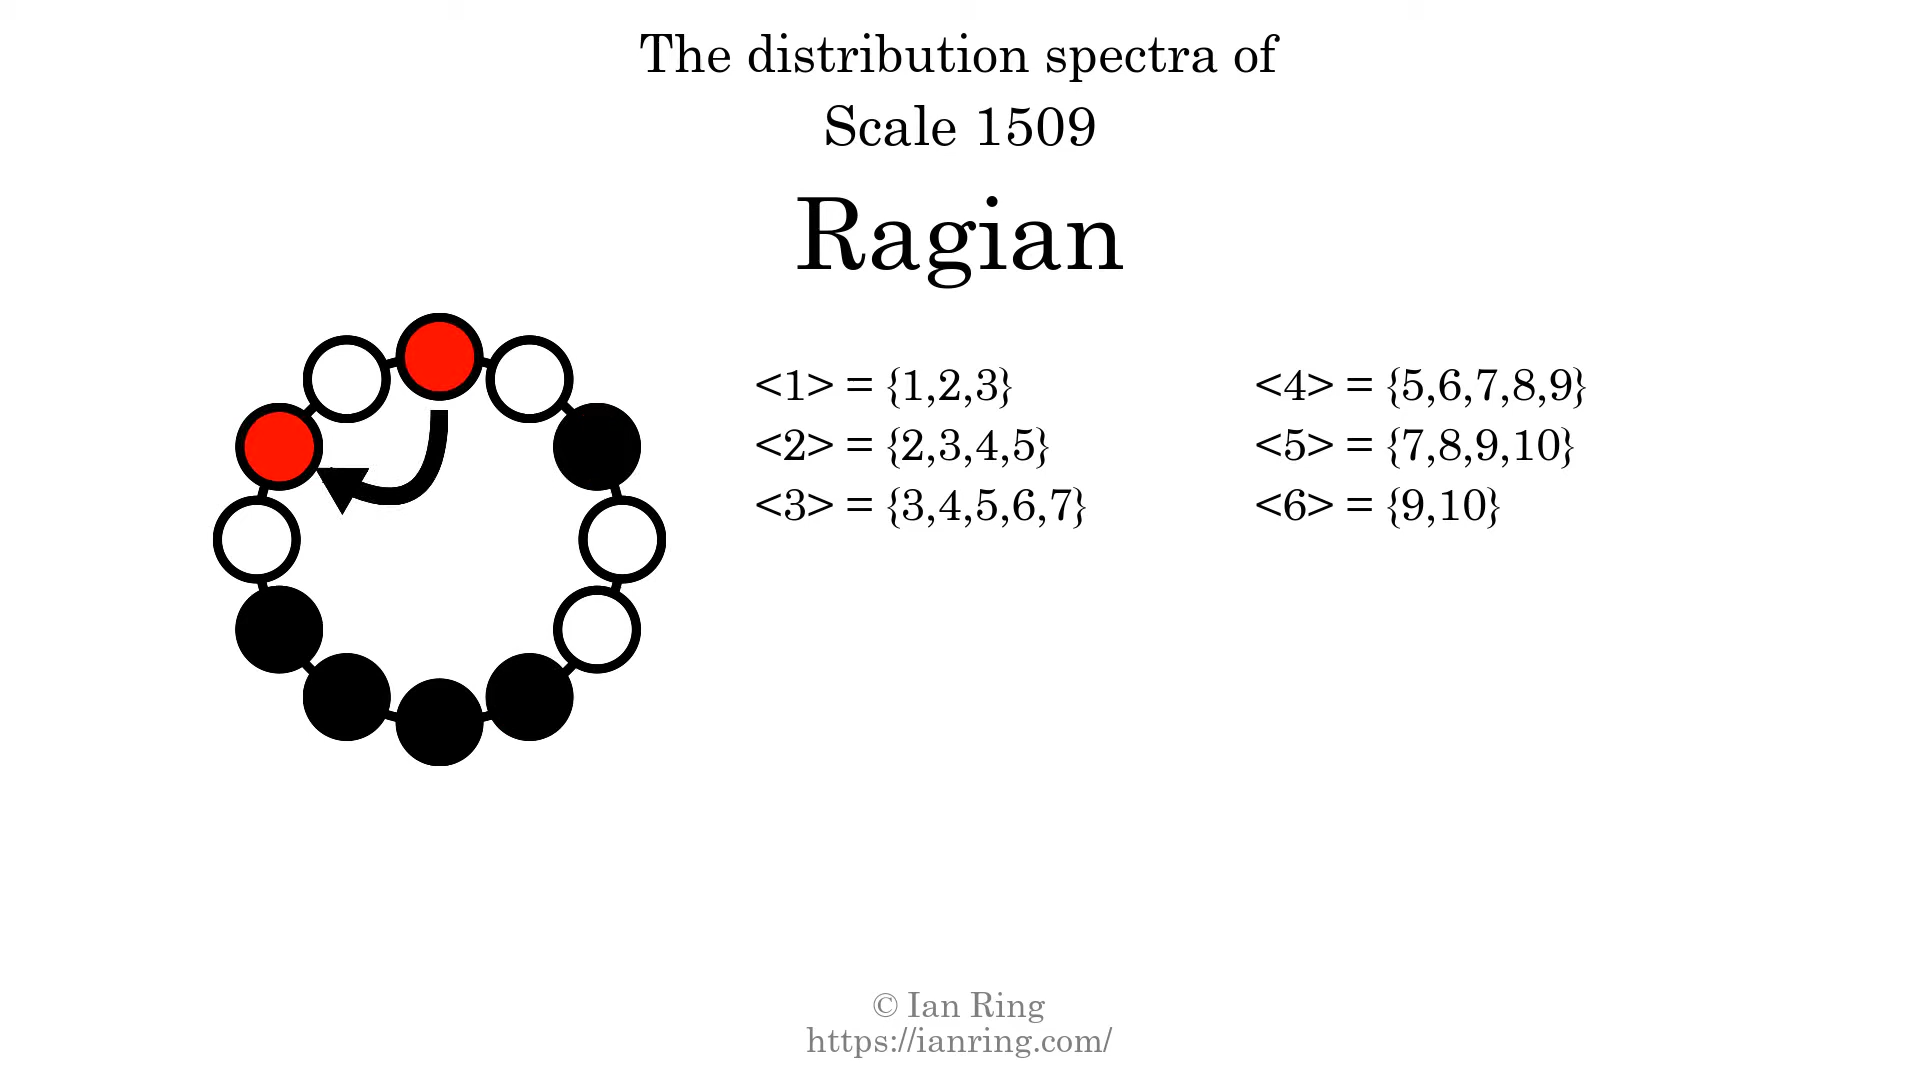 The distribution spectra of
Scale 1509
Ragian
<1> = {1,2,3}
<2> = {2,3,4,5}
<3> = {3,4,5,6,7}
<4> = {5,6,7,8,9}
<5> = {7,8,9,10}
<6> = {9,10}
© Ian Ring
https://ianring.com/